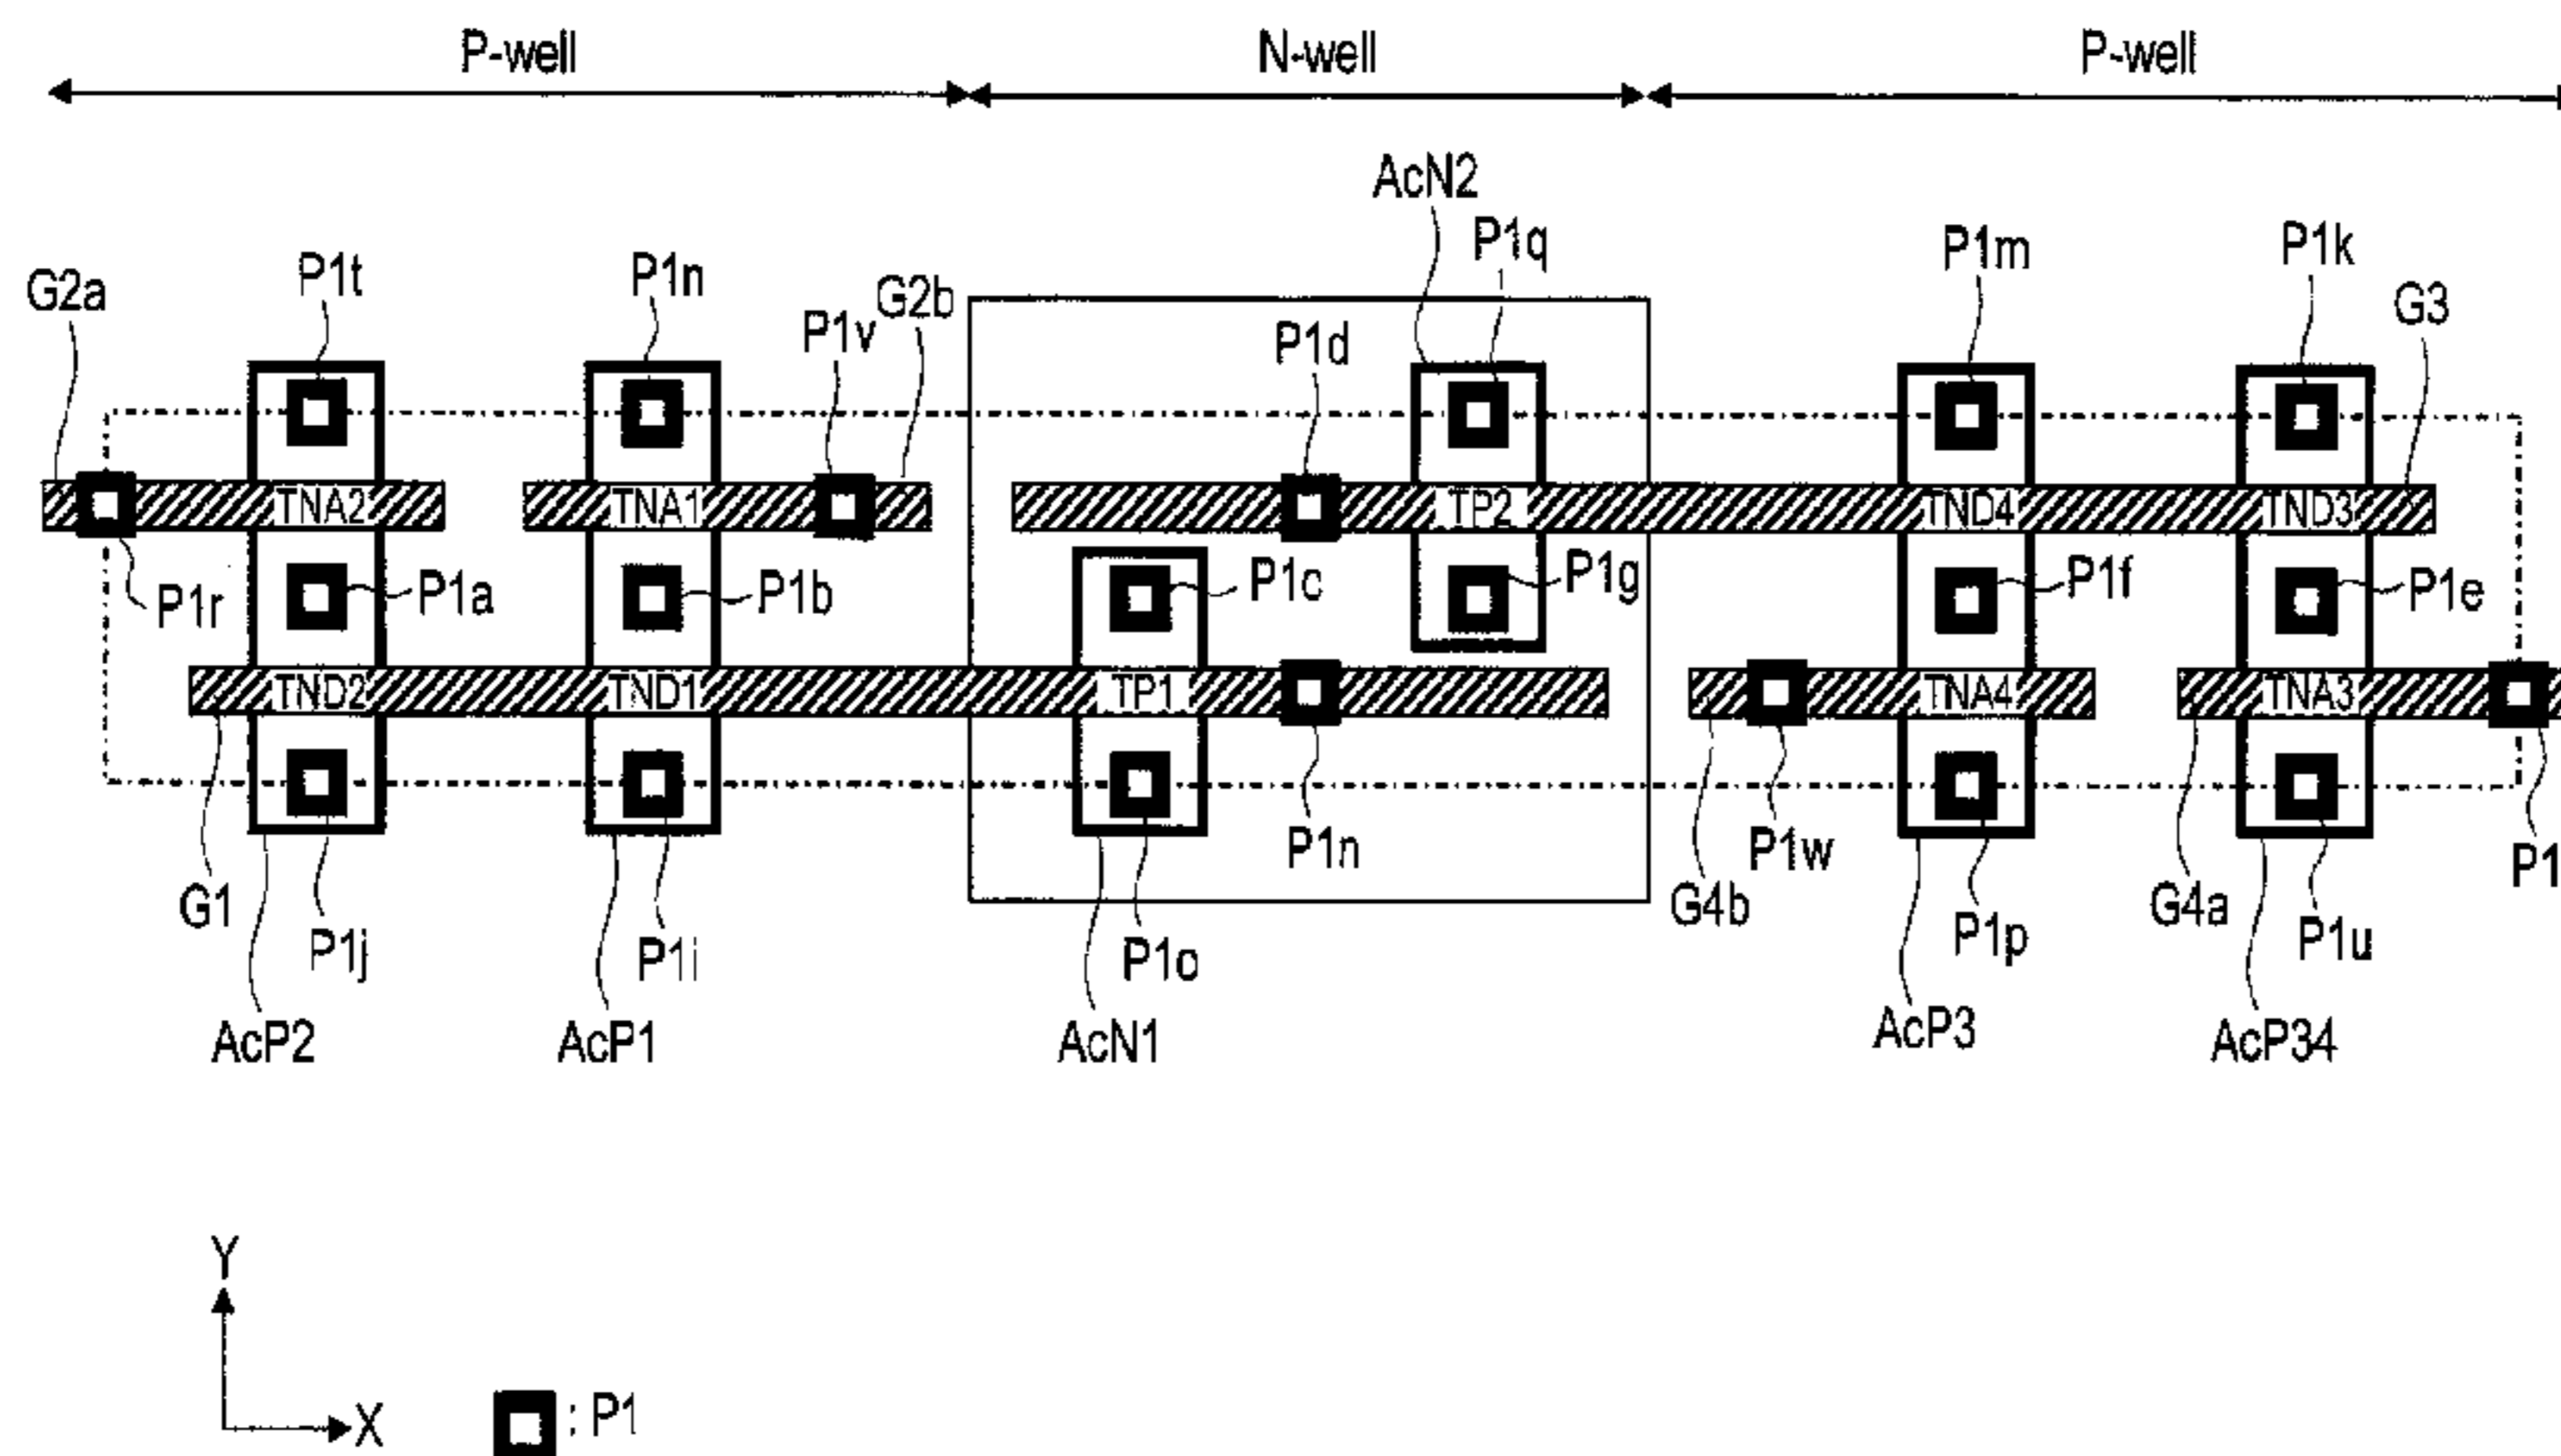 P-well N-well P-well
AcN2
P1t P1n P1q P1m P1k
G2a P1v G2b P1d G3
TNA2 TNA1 TP2 TND4 TND3
P1r P1a P1b P1c P1g P1f P1e
TND2 TND1 TP1 TNA4 TNA3
G1 P1n P1w G4b G4a P1
P1j P1i P1o P1p P1u
AcP2 AcP1 AcN1 AcP3 AcP34
Y
X
: P1